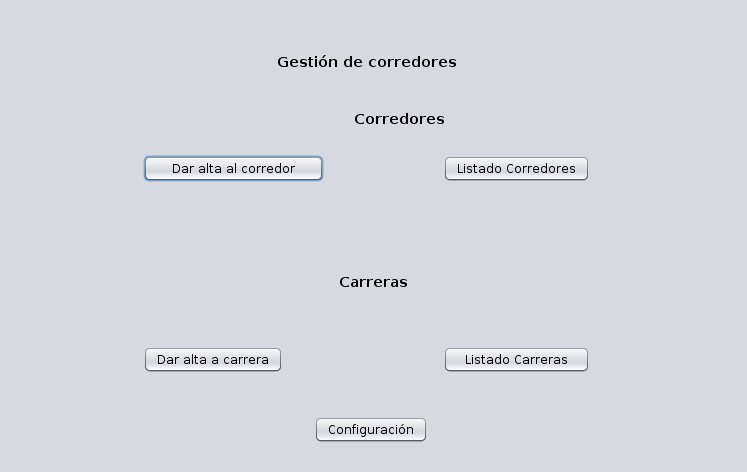 Gestión de corredores
Corredores
Dar alta al corredor
Listado Corredores
Carreras
Dar alta a carrera
Listado Carreras
Configuración